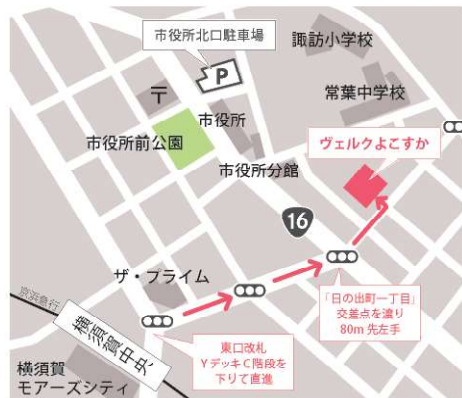 市役所北口駐車場
P
諏訪小学校
〒
常葉中学校
市役所
市役所前公園
ヴェルクよこすか
市役所分館
16
ザ・プライム
「日の出町一丁目」
交差点を渡り
80m 先左手
京浜急行
横須賀中央
東口改札
YデッキC階段を
下りて直進
横須賀
モアーズシティ